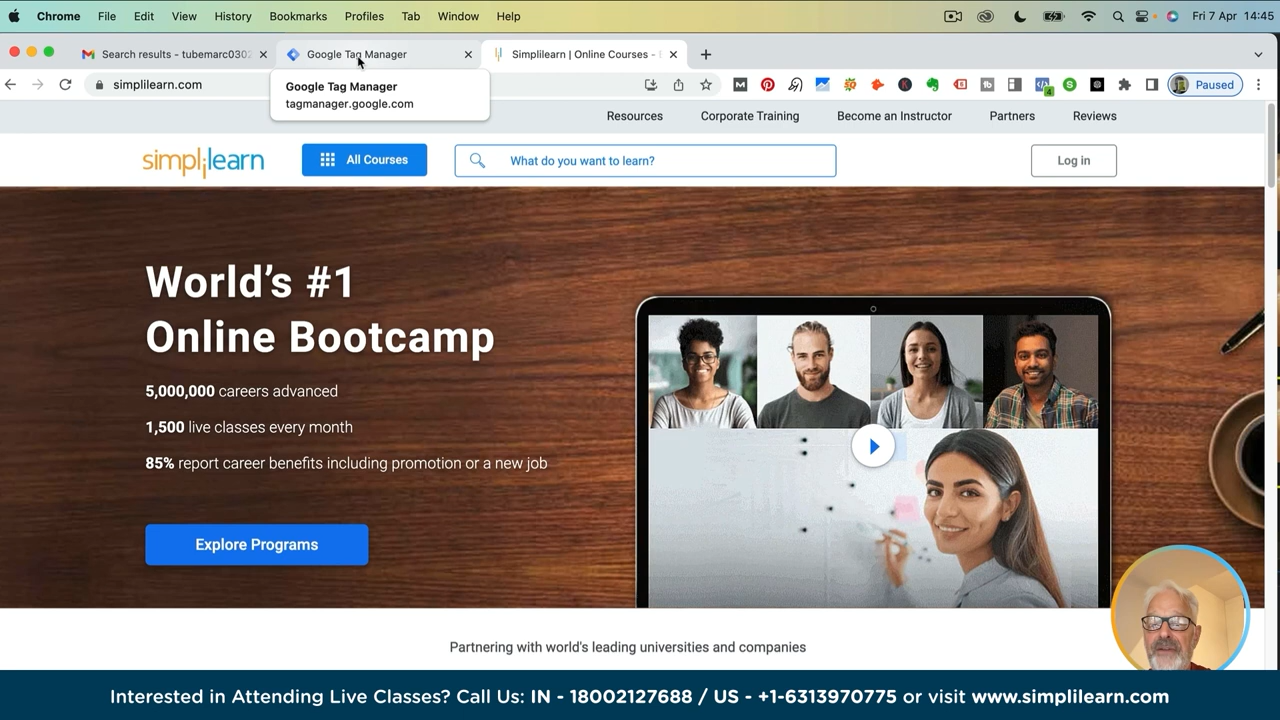 Chrome File Edit View History Bookmarks Profiles Tab Window Help Fri 7 Apr 14:45
Search results - tubemarc0302 Google Tag Manager Simplilearn | Online Courses -
simplilearn.com Paused
Google Tag Manager
tagmanager.google.com
Resources Corporate Training Become an Instructor Partners Reviews
simplilearn All Courses What do you want to learn? Log in
World's #1
Online Bootcamp
5,000,000 careers advanced
1,500 live classes every month
85% report career benefits including promotion or a new job
Explore Programs
Partnering with world's leading universities and companies
Interested in Attending Live Classes? Call Us: IN - 18002127688 / US - +1-6313970775 or visit www.simplilearn.com